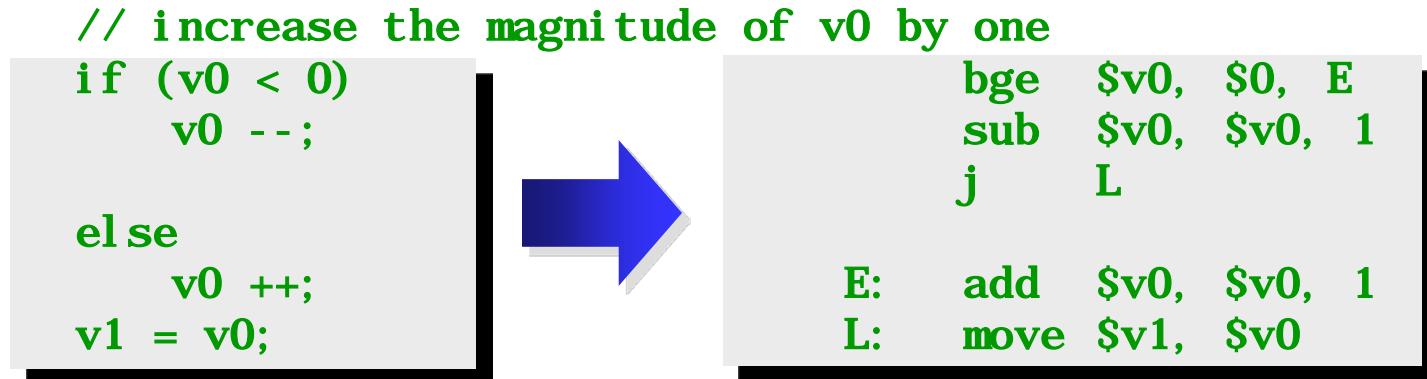 // increase the magnitude of v0 by one
if (v0 < 0)
v0 --;
else
v0 ++;
v1 = v0;
bge $v0, $0, E
sub $v0, $v0, 1
j L
E: add $v0, $v0, 1
L: move $v1, $v0